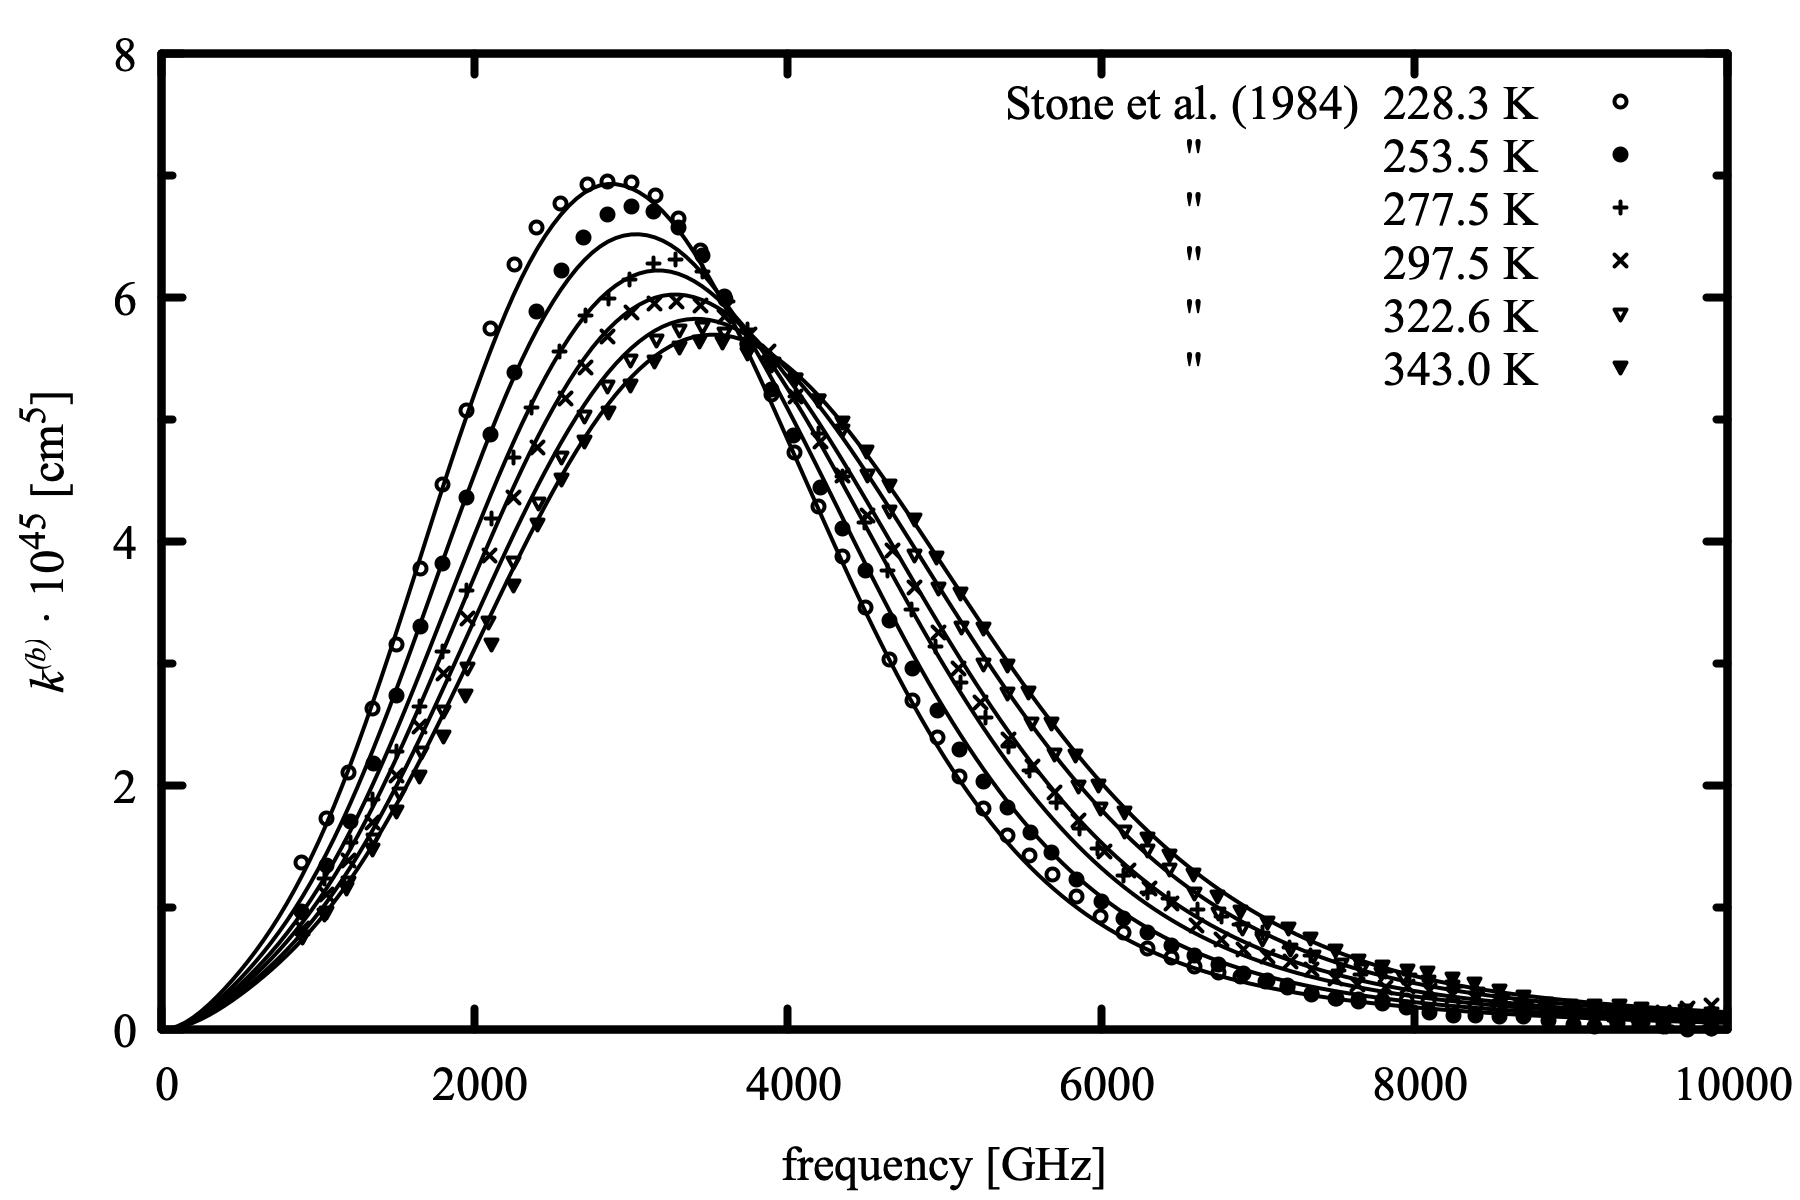 8
Stone et al. (1984) 228.3 K
" 253.5 K
" 277.5 K
" 297.5 K
" 322.6 K
" 343.0 K
6
4
2
0
k(b) · 10^45 [cm^5]
0 2000 4000 6000 8000 10000
frequency [GHz]